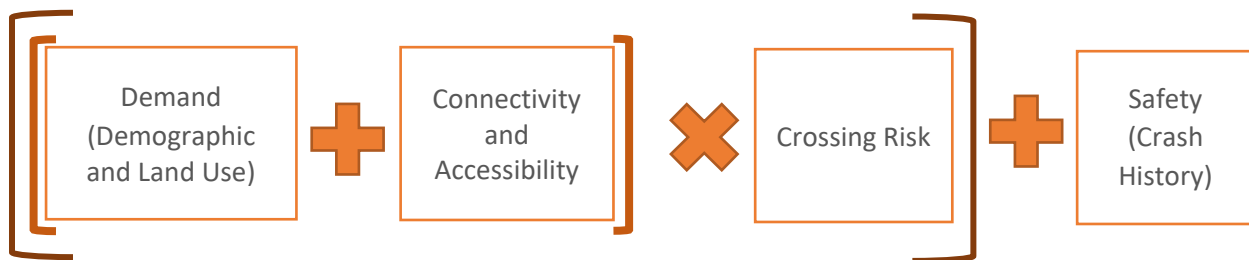 Demand
(Demographic
and Land Use)
Connectivity
and
Accessibility
Crossing Risk
Safety
(Crash
History)